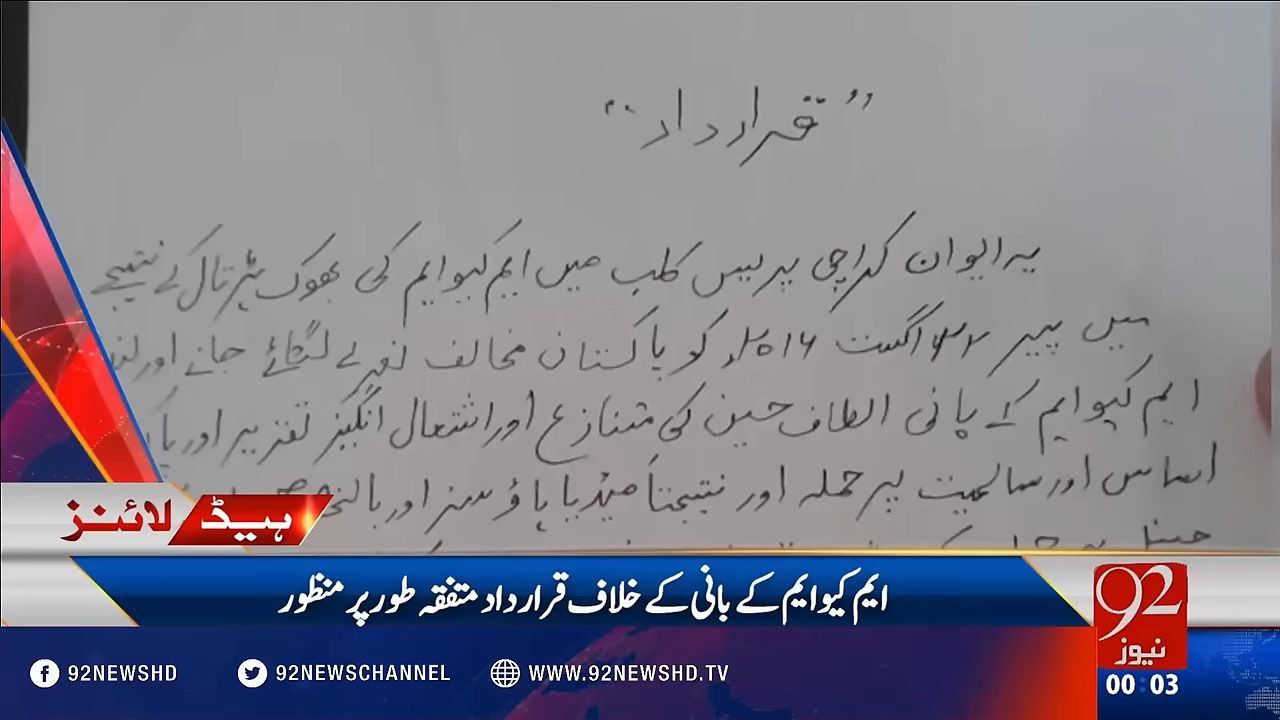 "قرارداد"
یہ ایوان کراچی پریس کلب میں ایم کیو ایم کی بھوک ہڑتال کے نتیجے
میں پیر ۲۲ اگست ۲۰۱۶ء کو پاکستان مخالف نعرے لگائے جانے اور
ایم کیو ایم کے بانی الطاف حسین کی متنازع اور اشتعال انگیز تقریر اور
اساس اور سالمیت پر حملہ اور نتیجتاً میڈیا ہاؤسز اور
ہیڈ لائنز
ایم کیو ایم کے بانی کے خلاف قرارداد متفقہ طور پر منظور
92
نیوز
92NEWSHD
92NEWSCHANNEL
WWW.92NEWSHD.TV
00:03